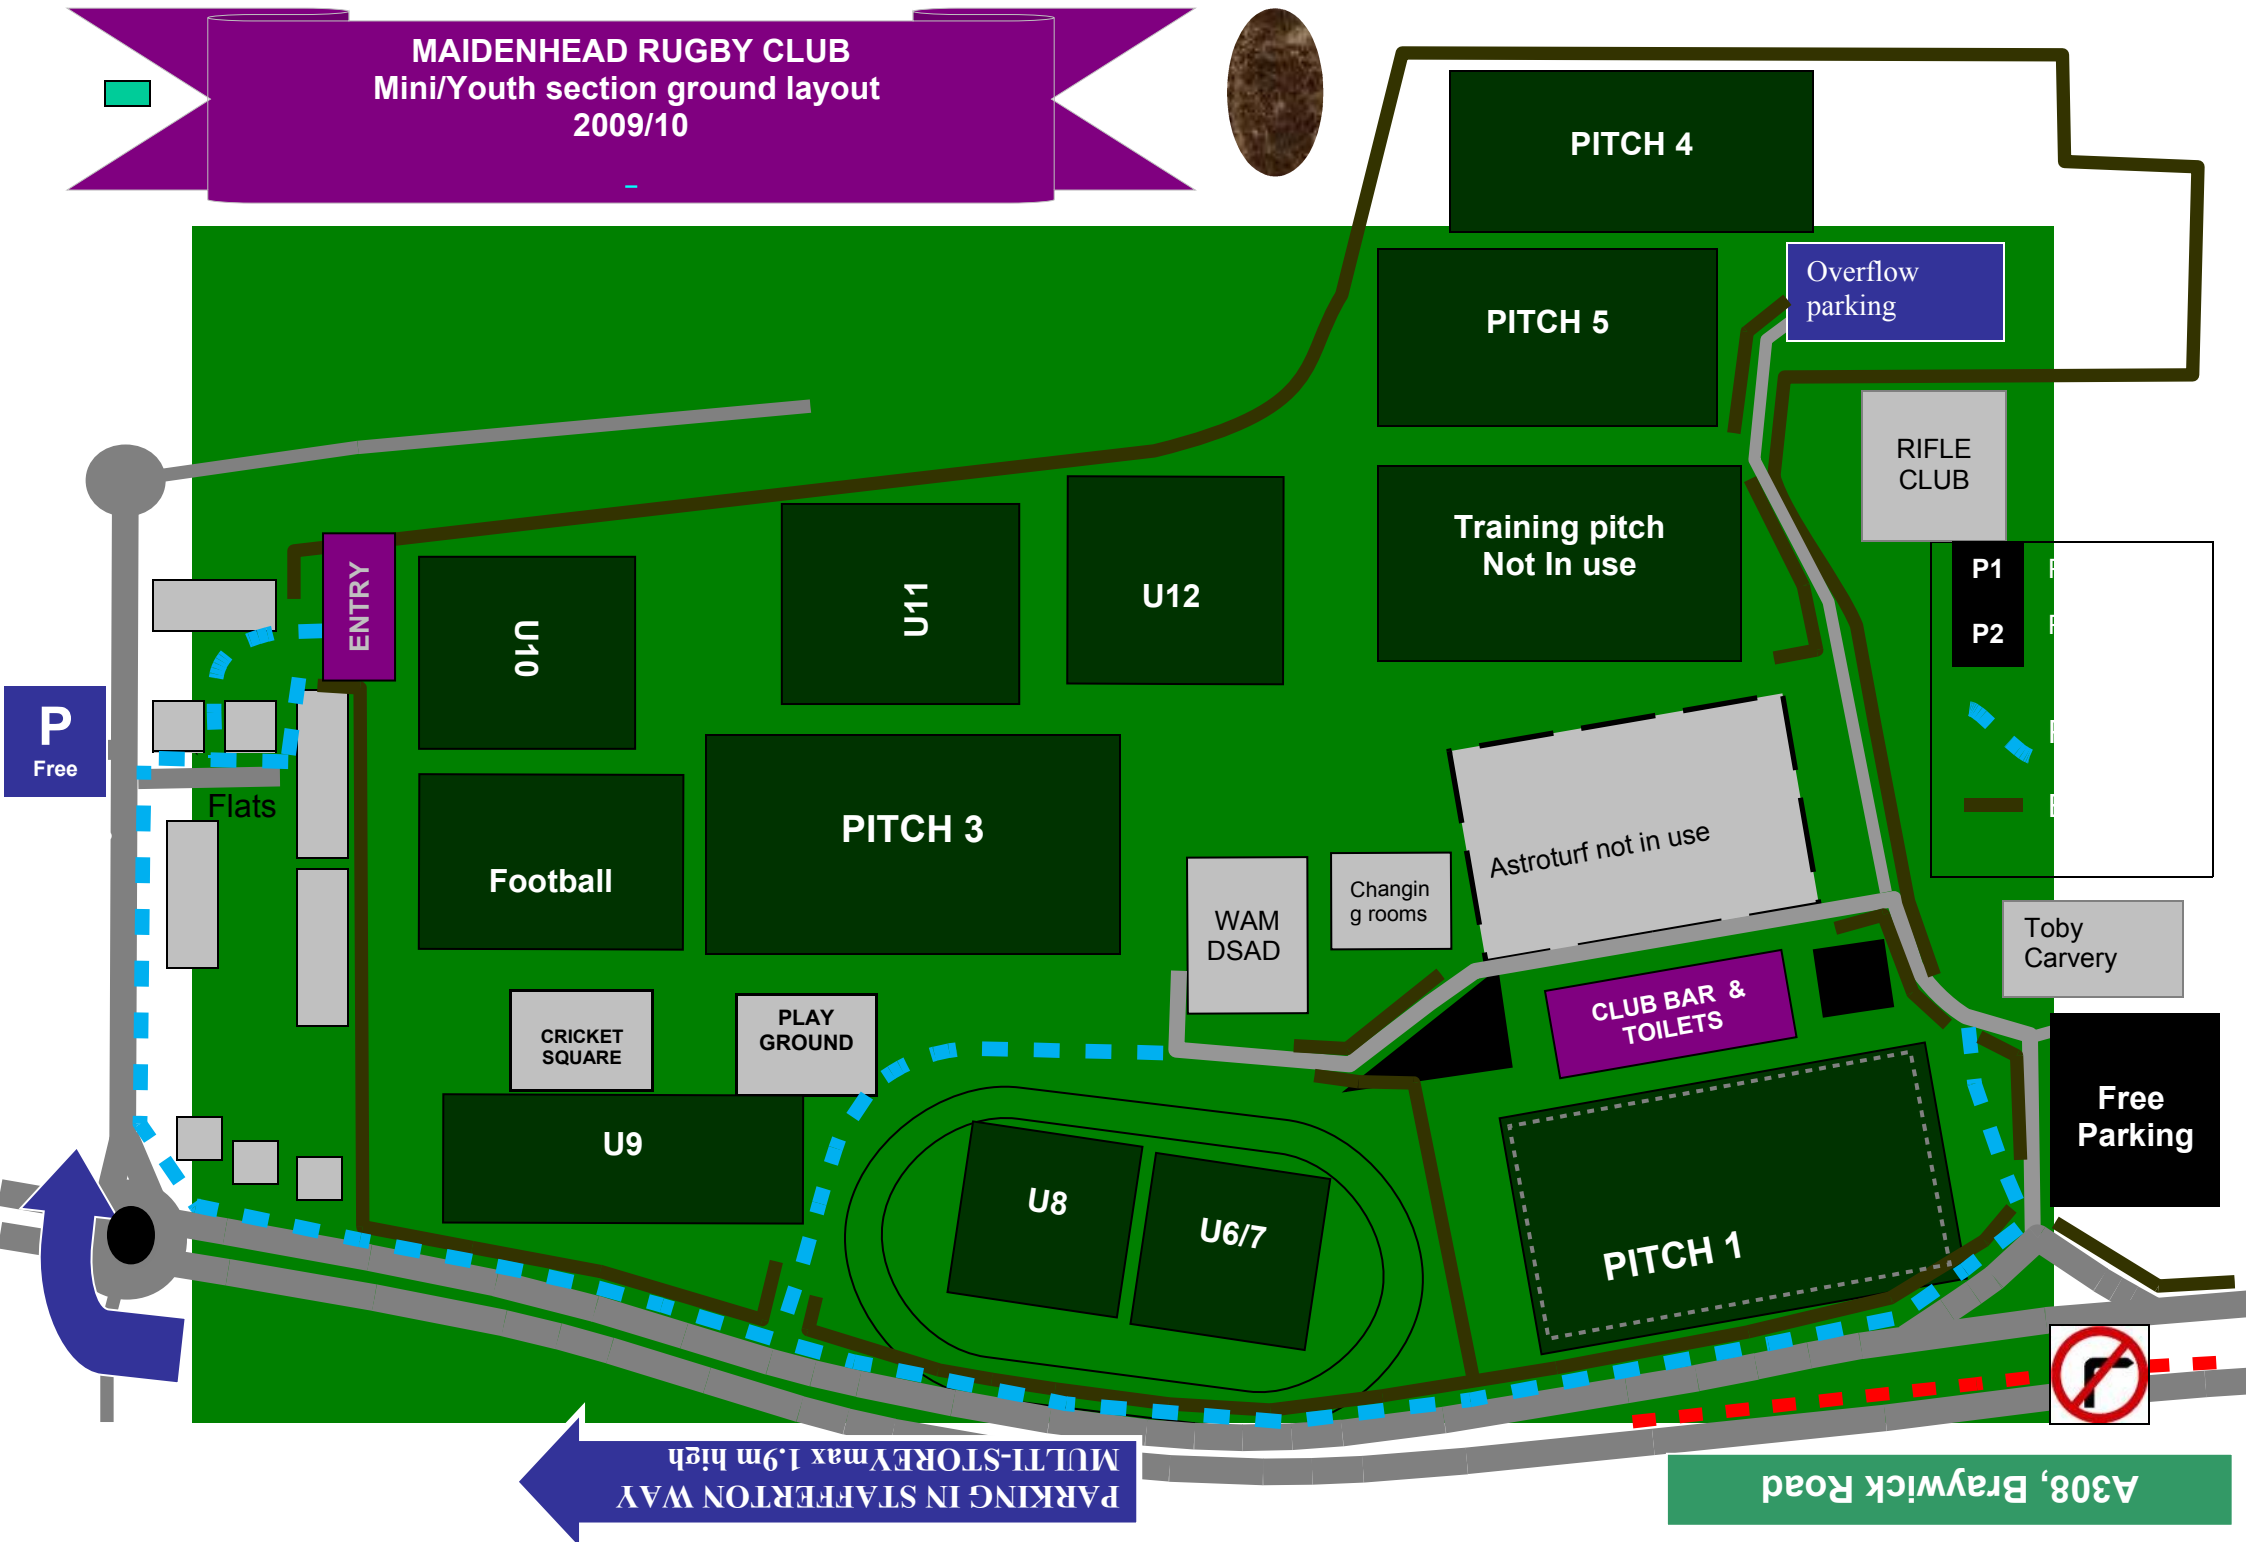 MAIDENHEAD RUGBY CLUB
Mini/Youth section ground layout
2009/10
PITCH 4
Overflow
parking
PITCH 5
RIFLE
CLUB
Training pitch
Not In use
P1
P2
ENTRY
U10
U11
U12
P
Free
Flats
Football
PITCH 3
Astroturf not in use
WAM
DSAD
Changin
g rooms
Toby
Carvery
CRICKET
SQUARE
PLAY
GROUND
CLUB BAR &
TOILETS
Free
Parking
U9
U8
U6/7
PITCH 1
PARKING IN STAFFERTON WAY
MULTI-STOREYmax 1.9m high
A308, Braywick Road